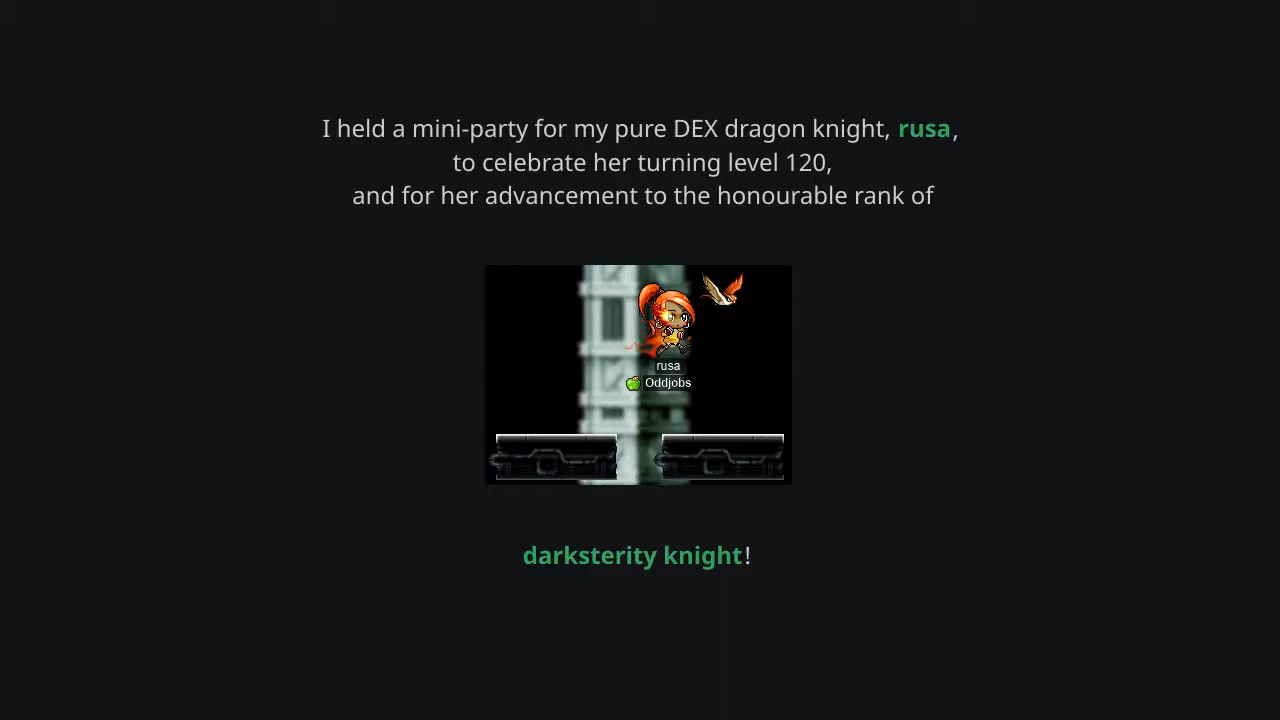 I held a mini-party for my pure DEX dragon knight, rusa,
to celebrate her turning level 120,
and for her advancement to the honourable rank of
rusa
Oddjobs
darksterity knight!